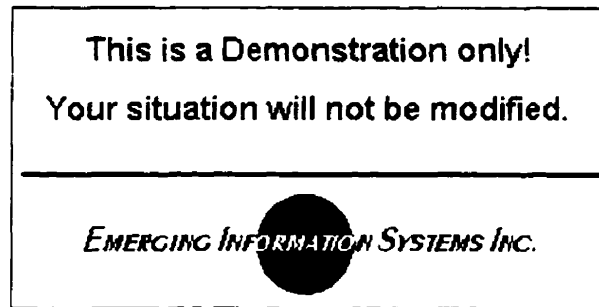 This is a Demonstration only!
Your situation will not be modified.
EMERGING INFORMATION SYSTEMS INC.